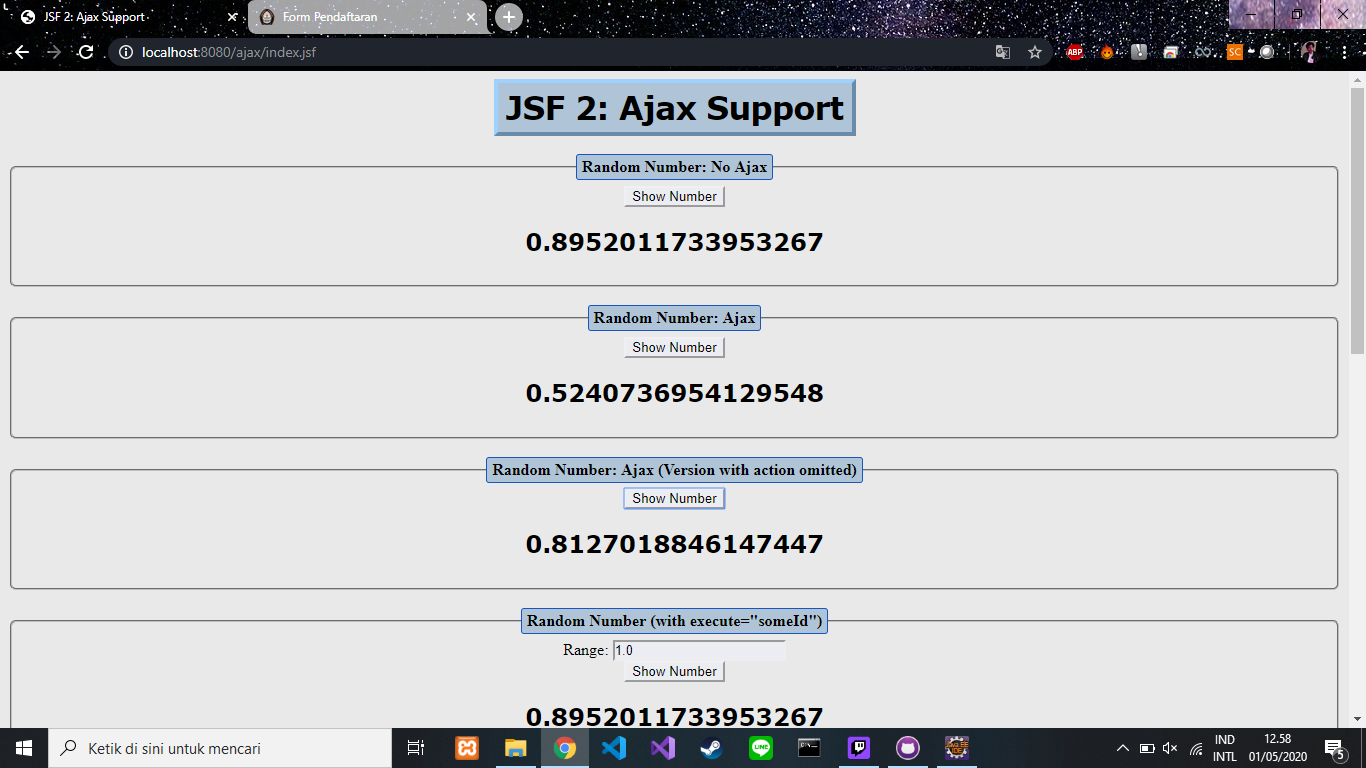 JSF 2: Ajax Support
Form Pendaftaran
localhost:8080/ajax/index.jsf
ABP
SC
JSF 2: Ajax Support
Random Number: No Ajax
Show Number
0.8952011733953267
Random Number: Ajax
Show Number
0.5240736954129548
Random Number: Ajax (Version with action omitted)
Show Number
0.8127018846147447
Random Number (with execute="someId")
Range: 1.0
Show Number
0.8952011733953267
Ketik di sini untuk mencari
LINE
IND
INTL
12.58
01/05/2020
5